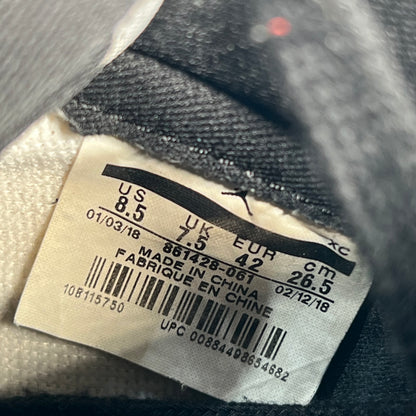 XC
US UK EUR cm
8.5 7.5 42 26.5
01/03/18 861428-061 02/12/18
MADE IN CHINA
FABRIQUE EN CHINE
108115750
UPC 00884498654682